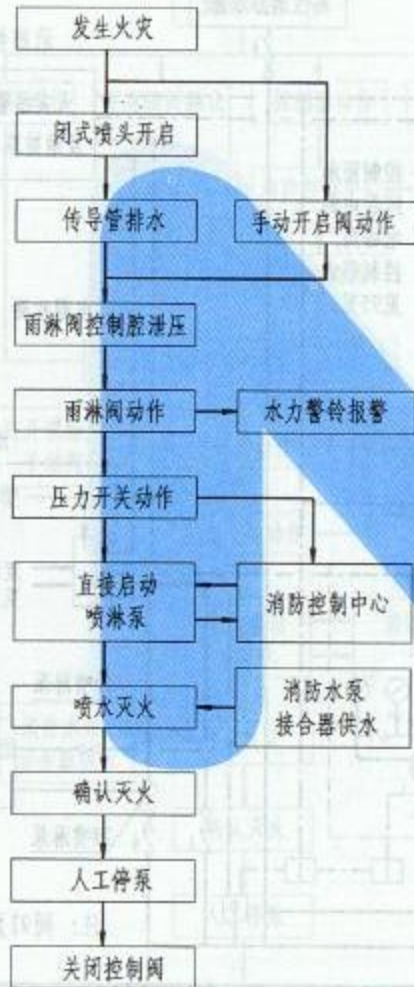 发生火灾
闭式喷头开启
传导管排水
手动开启阀动作
雨淋阀控制腔泄压
雨淋阀动作
水力警铃报警
压力开关动作
直接启动
喷淋泵
消防控制中心
喷水灭火
消防水泵
接合器供水
确认灭火
人工停泵
关闭控制阀